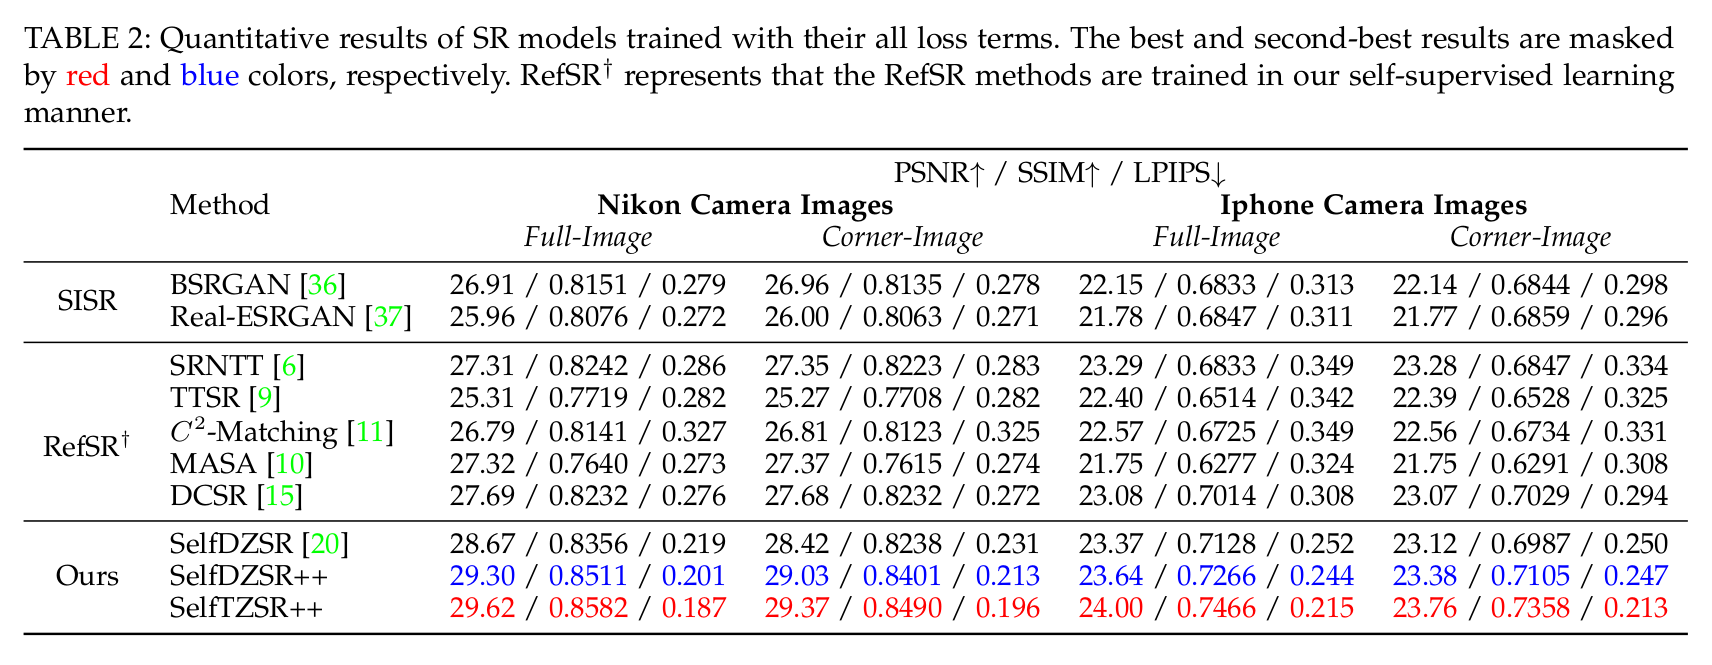 TABLE 2: Quantitative results of SR models trained with their all loss terms. The best and second-best results are masked
by red and blue colors, respectively. RefSR† represents that the RefSR methods are trained in our self-supervised learning
manner.
PSNR↑ / SSIM↑ / LPIPS↓
Method Nikon Camera Images Iphone Camera Images
Full-Image Corner-Image Full-Image Corner-Image
SISR
BSRGAN [36] 26.91 / 0.8151 / 0.279 26.96 / 0.8135 / 0.278 22.15 / 0.6833 / 0.313 22.14 / 0.6844 / 0.298
Real-ESRGAN [37] 25.96 / 0.8076 / 0.272 26.00 / 0.8063 / 0.271 21.78 / 0.6847 / 0.311 21.77 / 0.6859 / 0.296
RefSR†
SRNTT [6] 27.31 / 0.8242 / 0.286 27.35 / 0.8223 / 0.283 23.29 / 0.6833 / 0.349 23.28 / 0.6847 / 0.334
TTSR [9] 25.31 / 0.7719 / 0.282 25.27 / 0.7708 / 0.282 22.40 / 0.6514 / 0.342 22.39 / 0.6528 / 0.325
C²-Matching [11] 26.79 / 0.8141 / 0.327 26.81 / 0.8123 / 0.325 22.57 / 0.6725 / 0.349 22.56 / 0.6734 / 0.331
MASA [10] 27.32 / 0.7640 / 0.273 27.37 / 0.7615 / 0.274 21.75 / 0.6277 / 0.324 21.75 / 0.6291 / 0.308
DCSR [15] 27.69 / 0.8232 / 0.276 27.68 / 0.8232 / 0.272 23.08 / 0.7014 / 0.308 23.07 / 0.7029 / 0.294
Ours
SelfDZSR [20] 28.67 / 0.8356 / 0.219 28.42 / 0.8238 / 0.231 23.37 / 0.7128 / 0.252 23.12 / 0.6987 / 0.250
SelfDZSR++ 29.30 / 0.8511 / 0.201 29.03 / 0.8401 / 0.213 23.64 / 0.7266 / 0.244 23.38 / 0.7105 / 0.247
SelfTZSR++ 29.62 / 0.8582 / 0.187 29.37 / 0.8490 / 0.196 24.00 / 0.7466 / 0.215 23.76 / 0.7358 / 0.213